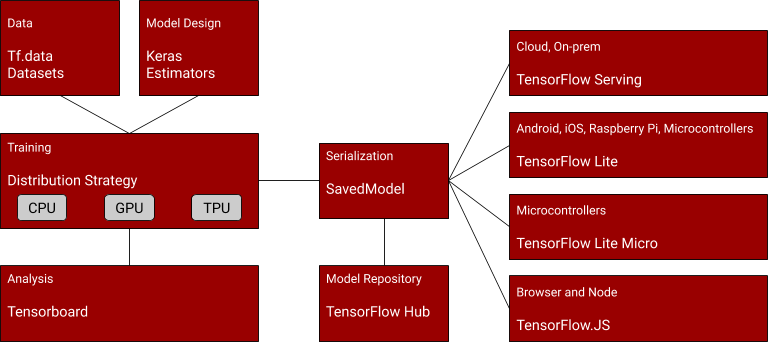 Data
Tf.data
Datasets
Model Design
Keras
Estimators
Training
Distribution Strategy
CPU
GPU
TPU
Analysis
Tensorboard
Serialization
SavedModel
Model Repository
TensorFlow Hub
Cloud, On-prem
TensorFlow Serving
Android, iOS, Raspberry Pi, Microcontrollers
TensorFlow Lite
Microcontrollers
TensorFlow Lite Micro
Browser and Node
TensorFlow.JS